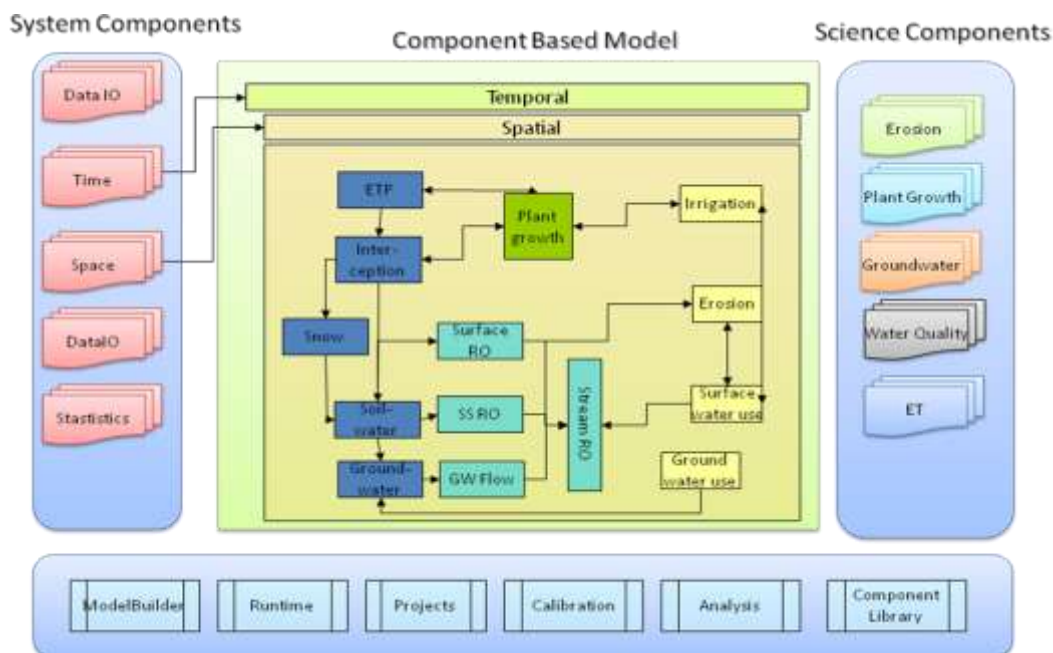 System Components
Component Based Model
Science Components
Data IO
Time
Space
DataIO
Stastistics
Temporal
Spatial
ETP
Plant
growth
Irrigation
Inter-
ception
Erosion
Snow
Surface
RO
Soil-
water
SS RO
Stream RO
Surface
water use
Ground-
water
GW Flow
Ground
water use
Erosion
Plant Growth
Groundwater
Water Quality
ET
ModelBuilder
Runtime
Projects
Calibration
Analysis
Component
Library